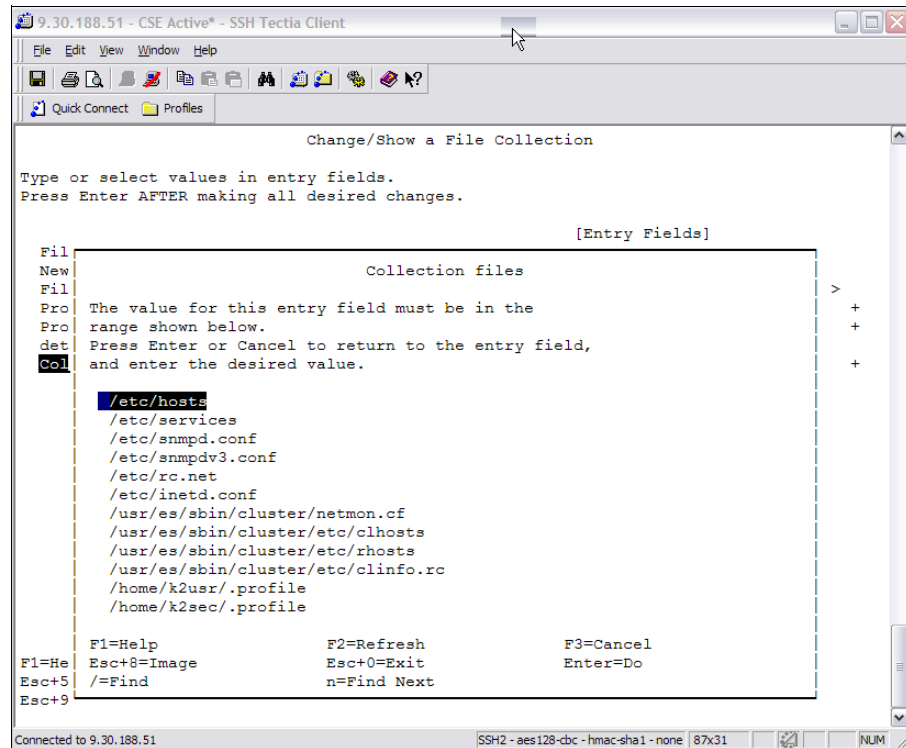 9.30.188.51 - CSE Active* - SSH Tectia Client
File Edit View Window Help
Quick Connect Profiles
Change/Show a File Collection
Type or select values in entry fields.
Press Enter AFTER making all desired changes.
[Entry Fields]
Fil
New Collection files
Fil >
Pro The value for this entry field must be in the +
Pro range shown below. +
det Press Enter or Cancel to return to the entry field,
Col and enter the desired value. +
/etc/hosts
/etc/services
/etc/snmpd.conf
/etc/snmpdv3.conf
/etc/rc.net
/etc/inetd.conf
/usr/es/sbin/cluster/netmon.cf
/usr/es/sbin/cluster/etc/clhosts
/usr/es/sbin/cluster/etc/rhosts
/usr/es/sbin/cluster/etc/clinfo.rc
/home/k2usr/.profile
/home/k2sec/.profile
F1=Help F2=Refresh F3=Cancel
F1=He Esc+8=Image Esc+0=Exit Enter=Do
Esc+5 /=Find n=Find Next
Esc+9
Connected to 9.30.188.51 SSH2 - aes128-cbc - hmac-sha1 - none 87x31 NUM